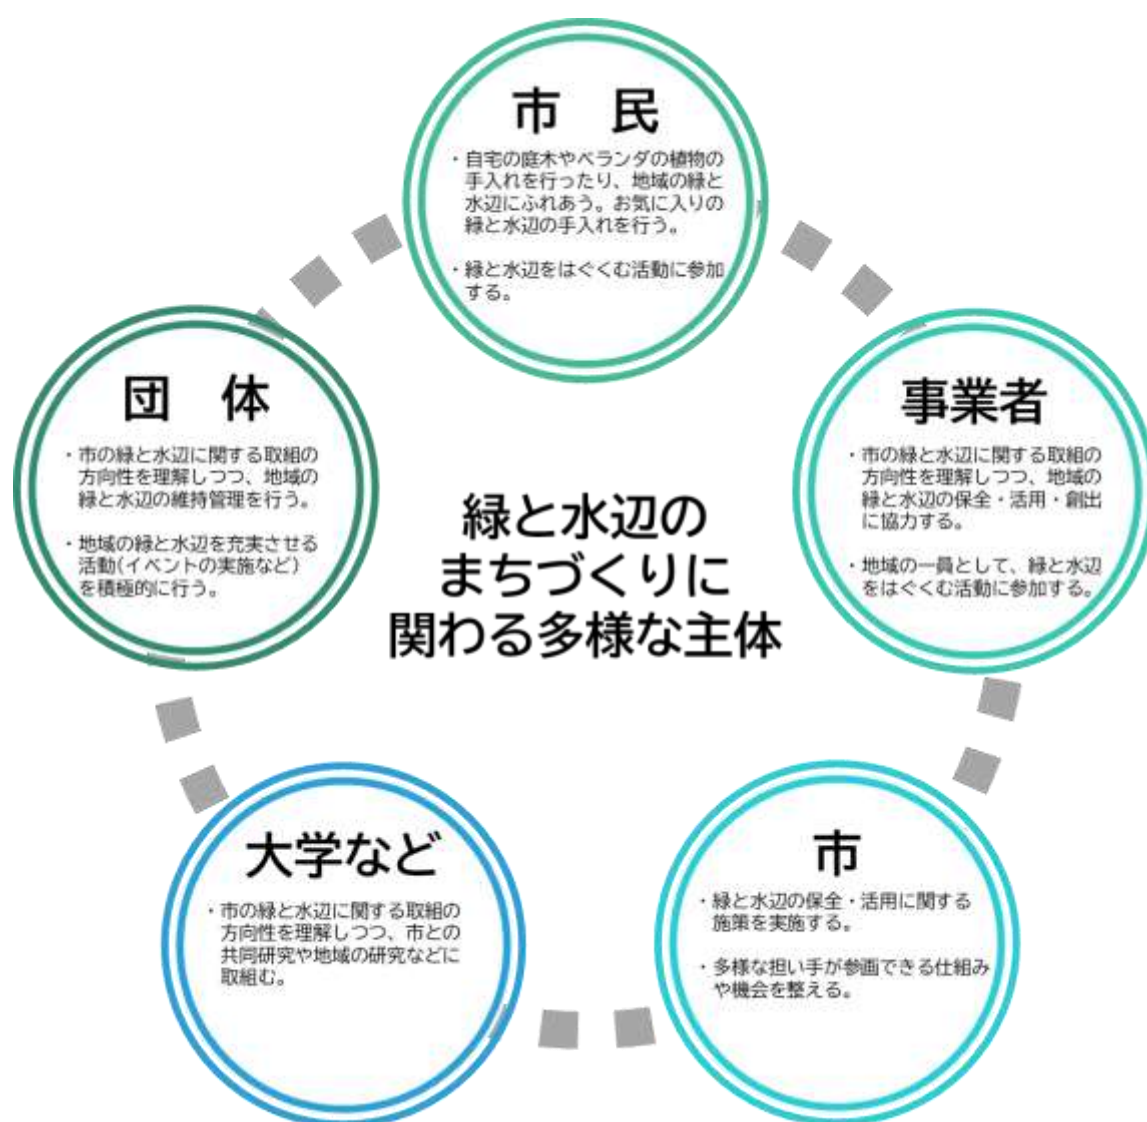 市　民
・自宅の庭木やベランダの植物の
手入れを行ったり、地域の緑と
水辺にふれあう。お気に入りの
緑と水辺の手入れを行う。
・緑と水辺をはぐくむ活動に参加
する。
団　体
・市の緑と水辺に関する取組の
方向性を理解しつつ、地域の
緑と水辺の維持管理を行う。
・地域の緑と水辺を充実させる
活動(イベントの実施など)
を積極的に行う。
事業者
・市の緑と水辺に関する取組の
方向性を理解しつつ、地域の
緑と水辺の保全・活用・創出
に協力する。
・地域の一員として、緑と水辺
をはぐくむ活動に参加する。
緑と水辺の
まちづくりに
関わる多様な主体
大学など
・市の緑と水辺に関する取組の
方向性を理解しつつ、市との
共同研究や地域の研究などに
取組む。
市
・緑と水辺の保全・活用に関する
施策を実施する。
・多様な担い手が参画できる仕組み
や機会を整える。